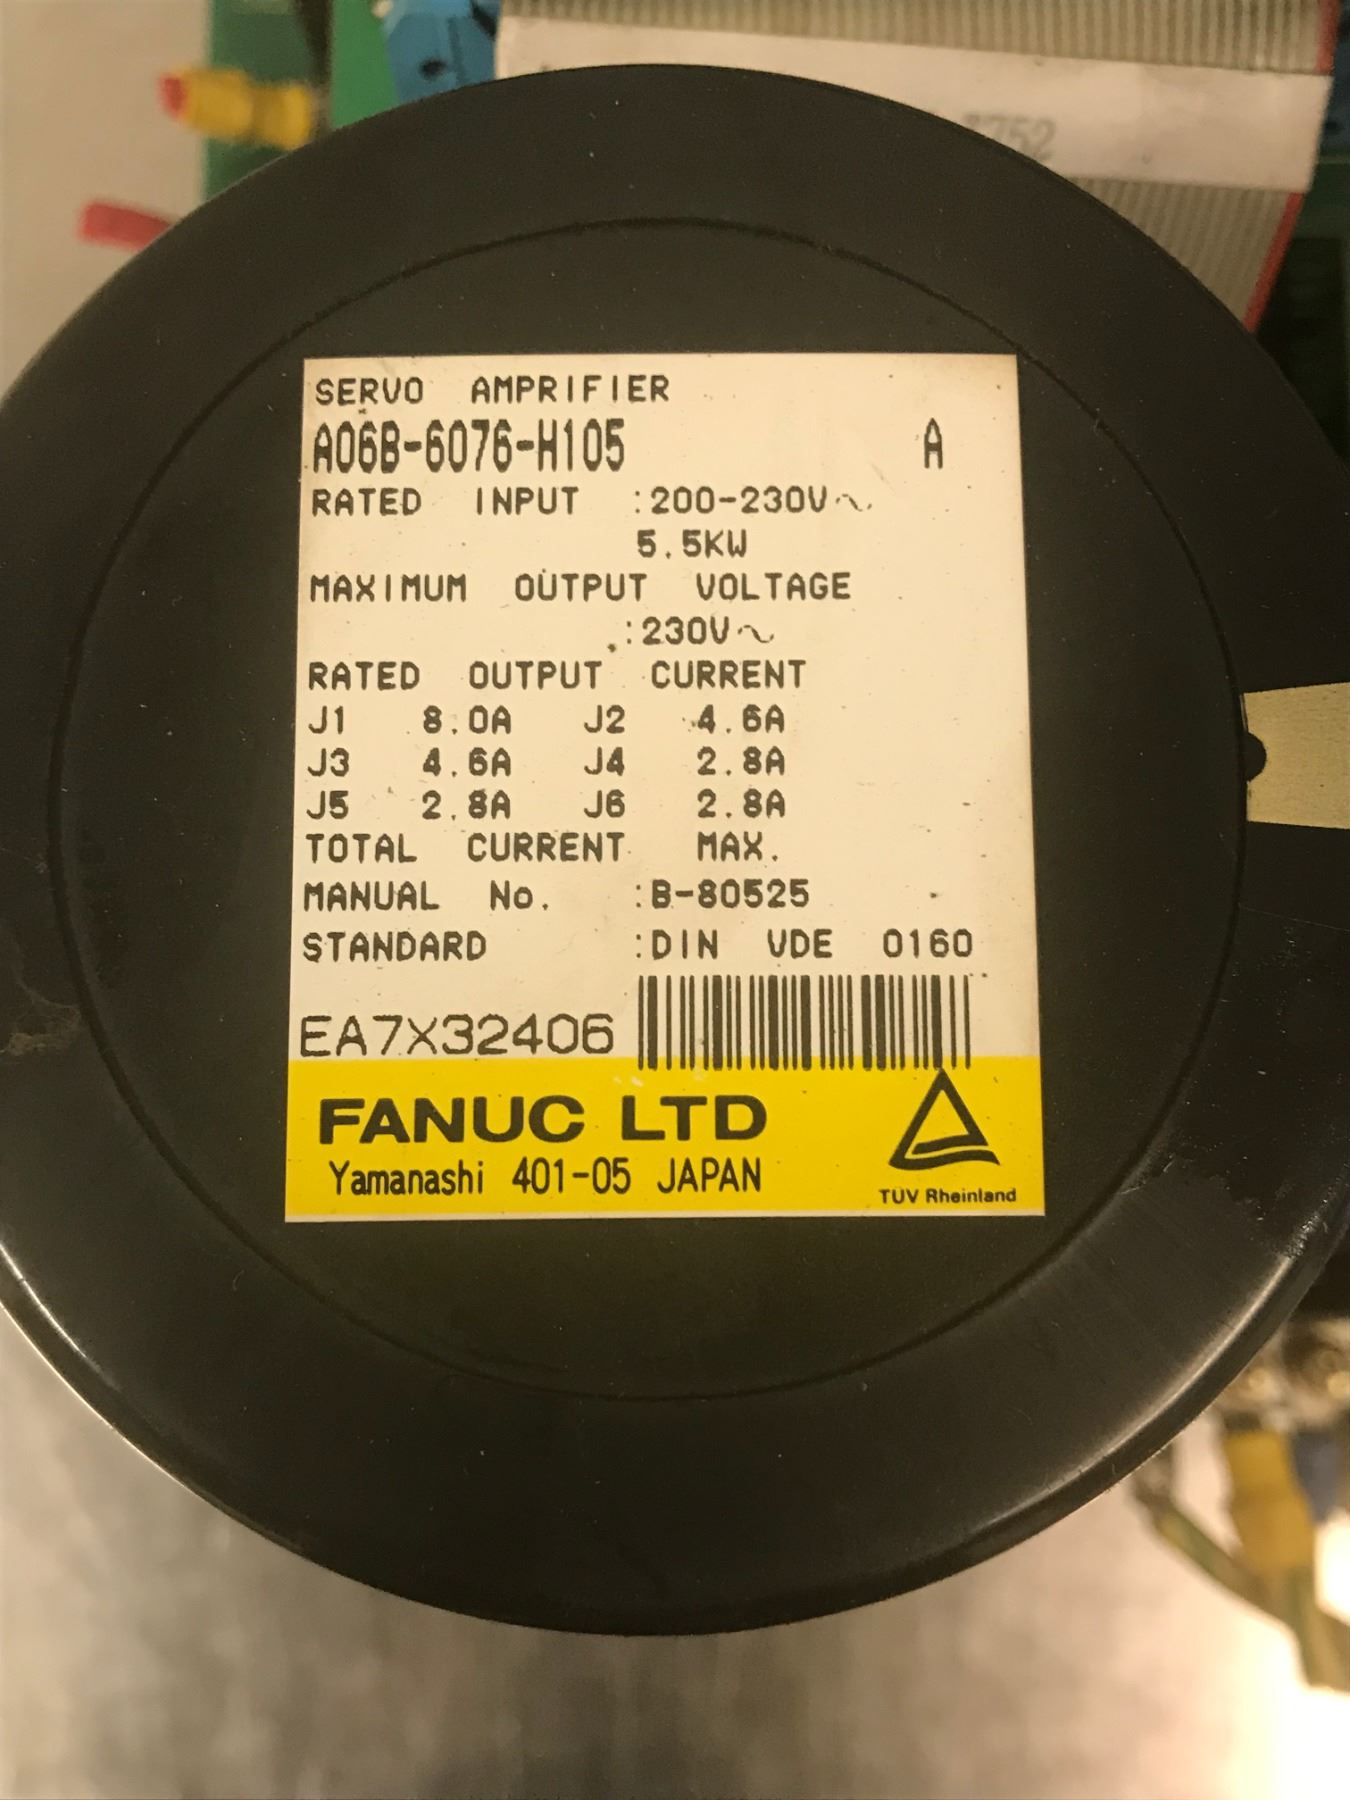 752
SERVO AMPRIFIER
A06B-6076-H105 A
RATED INPUT :200-230V~
5.5KW
MAXIMUM OUTPUT VOLTAGE
:230V~
RATED OUTPUT CURRENT
J1 8.0A J2 4.6A
J3 4.6A J4 2.8A
J5 2.8A J6 2.8A
TOTAL CURRENT MAX.
MANUAL No. :B-80525
STANDARD :DIN VDE 0160
EA7X32406
FANUC LTD
Yamanashi 401-05 JAPAN
TÜV Rheinland